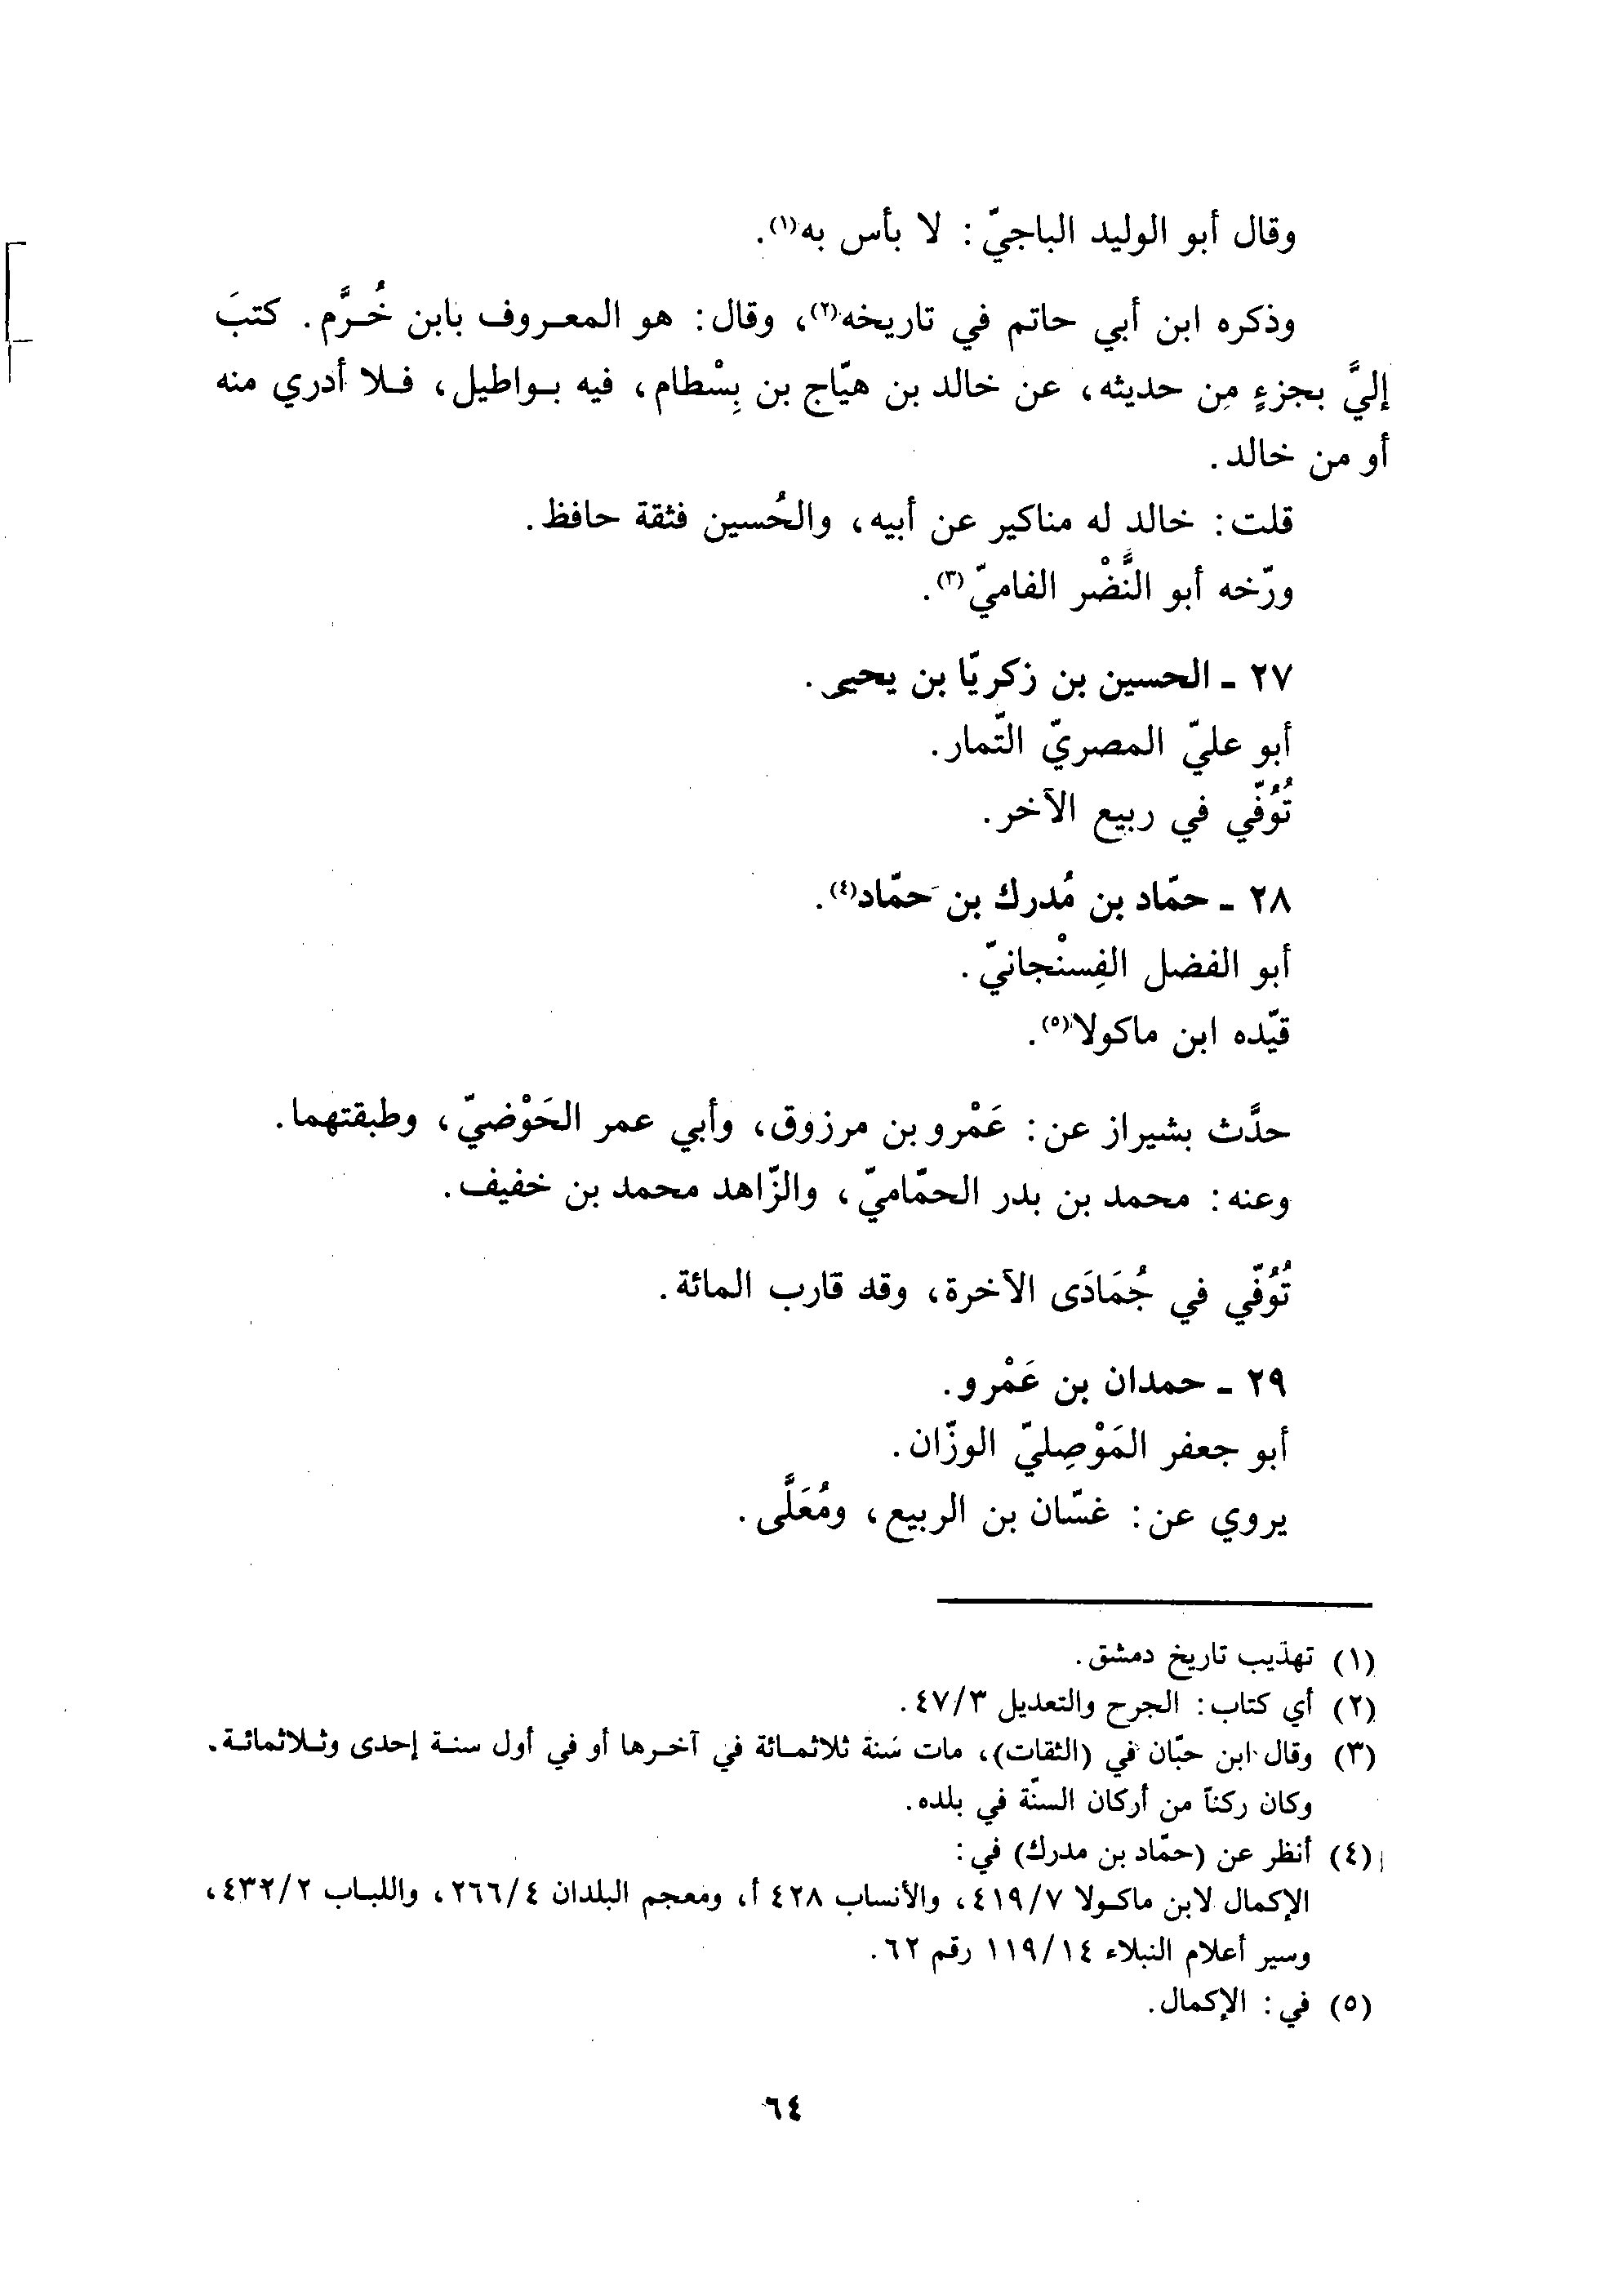 وقال أبو الوليد الباجيّ: لا بأس به(١).
وذكره ابن أبي حاتم في تاريخه(٢)، وقال: هو المعروف بابن خُرَّم. كتبَ
إليَّ بجزءٍ مِن حديثه، عن خالد بن هيّاج بن بِسْطام، فيه بواطيل، فلا أدري منه
أو من خالد.
قلت: خالد له مناكير عن أبيه، والحُسين فثقة حافظ.
ورّخه أبو النَّضْر الفاميّ(٣).
٢٧ ـ الحسين بن زكريّا بن يحيى.
أبو عليّ المصريّ التّمار.
تُوُفّي في ربيع الآخر.
٢٨ ـ حمّاد بن مُدرك بن حمّاد(٤).
أبو الفضل الفِسنْجانيّ.
قيّده ابن ماكولا(٥).
حدَّث بشيراز عن: عَمْرو بن مرزوق، وأبي عمر الحَوْضيّ، وطبقتهما.
وعنه: محمد بن بدر الحمّاميّ، والزّاهد محمد بن خفيف.
تُوُفّي في جُمَادَى الآخرة، وقد قارب المائة.
٢٩ ـ حمدان بن عَمْرو.
أبو جعفر المَوْصِليّ الوزّان.
يروي عن: غسّان بن الربيع، ومُعَلَّى.
(١) تهذيب تاريخ دمشق.
(٢) أي كتاب: الجرح والتعديل ٤٧/٣.
(٣) وقال ابن حبّان في (الثقات)، مات سنة ثلاثمائة في آخرها أو في أول سنة إحدى وثلاثمائة.
وكان ركناً من أركان السنّة في بلده.
(٤) أنظر عن (حمّاد بن مدرك) في:
الإكمال لابن ماكولا ٤١٩/٧، والأنساب ٤٢٨ أ، ومعجم البلدان ٢٦٦/٤، واللباب ٤٣٢/٢،
وسير أعلام النبلاء ١١٩/١٤ رقم ٦٢.
(٥) في: الإكمال.
٦٤